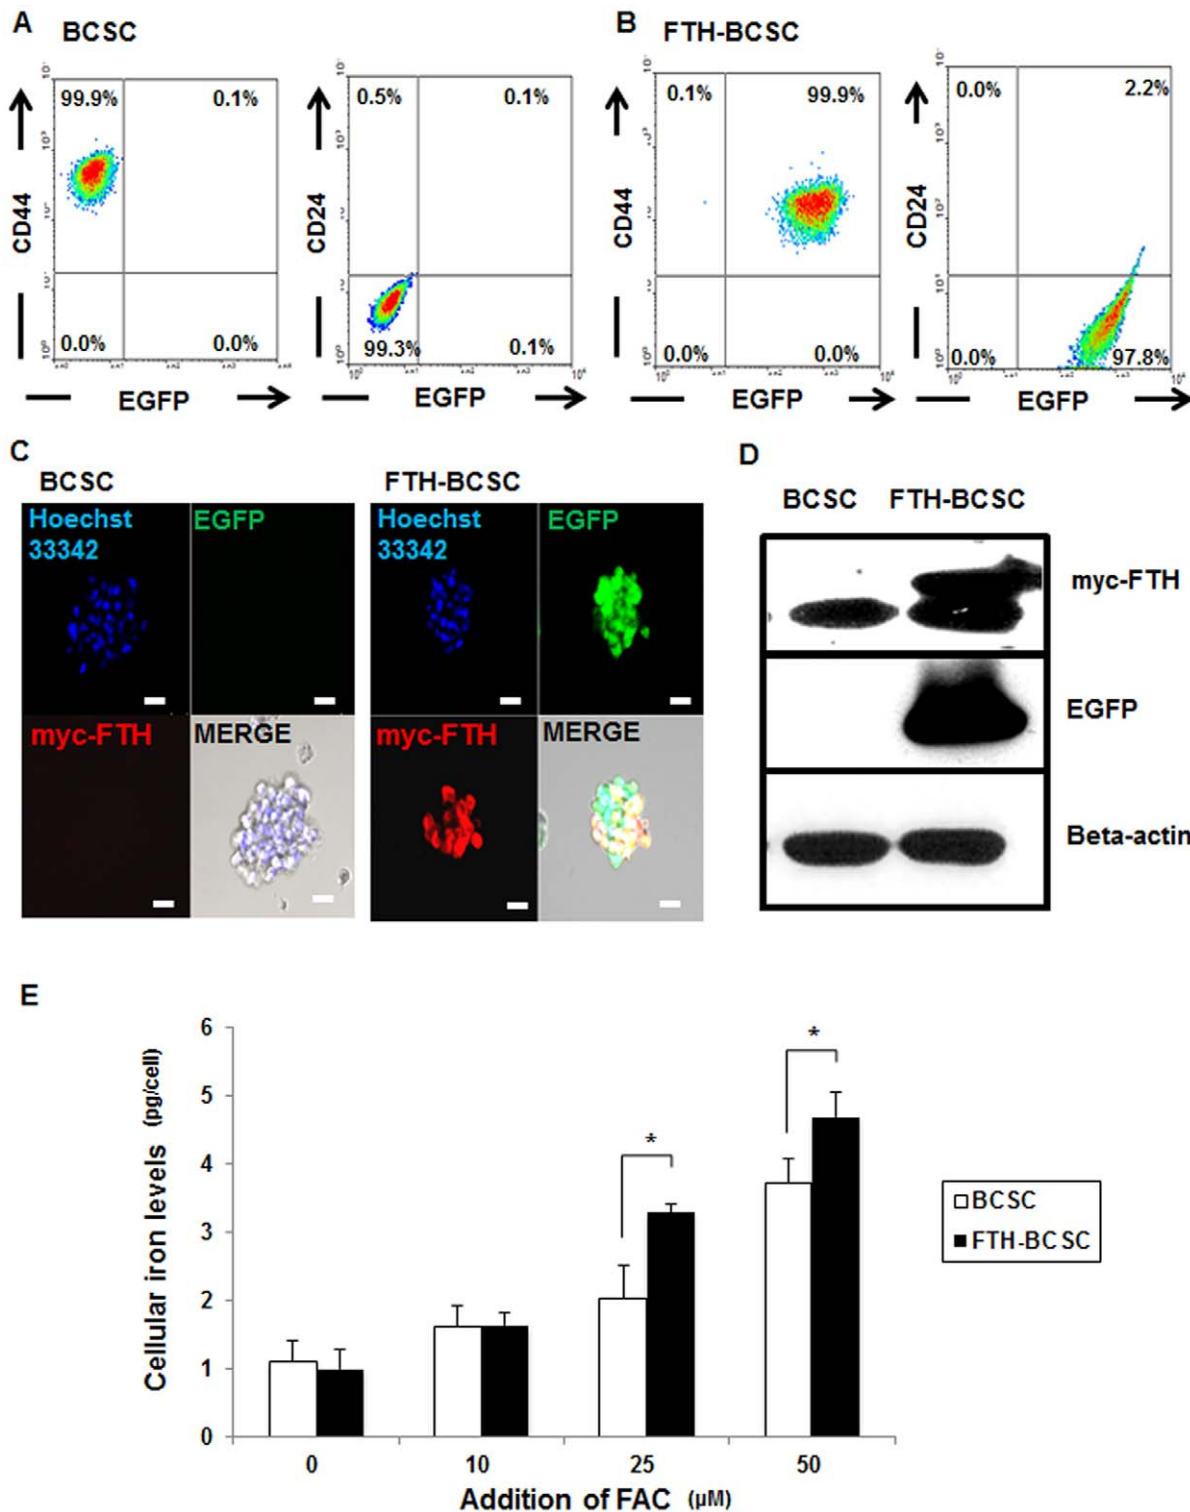 A
BCSC
99.9%
0.1%
0.0%
0.0%
CD44
EGFP
0.5%
0.1%
99.3%
0.1%
CD24
EGFP
B
FTH-BCSC
0.1%
99.9%
0.0%
0.0%
CD44
EGFP
0.0%
2.2%
0.0%
97.8%
CD24
EGFP
C
BCSC
Hoechst
33342
EGFP
myc-FTH
MERGE
FTH-BCSC
Hoechst
33342
EGFP
myc-FTH
MERGE
D
BCSC FTH-BCSC
myc-FTH
EGFP
Beta-actin
E
Cellular iron levels (pg/cell)
6
5
4
3
2
1
0
*
*
0 10 25 50
Addition of FAC (µM)
BCSC
FTH-BCSC